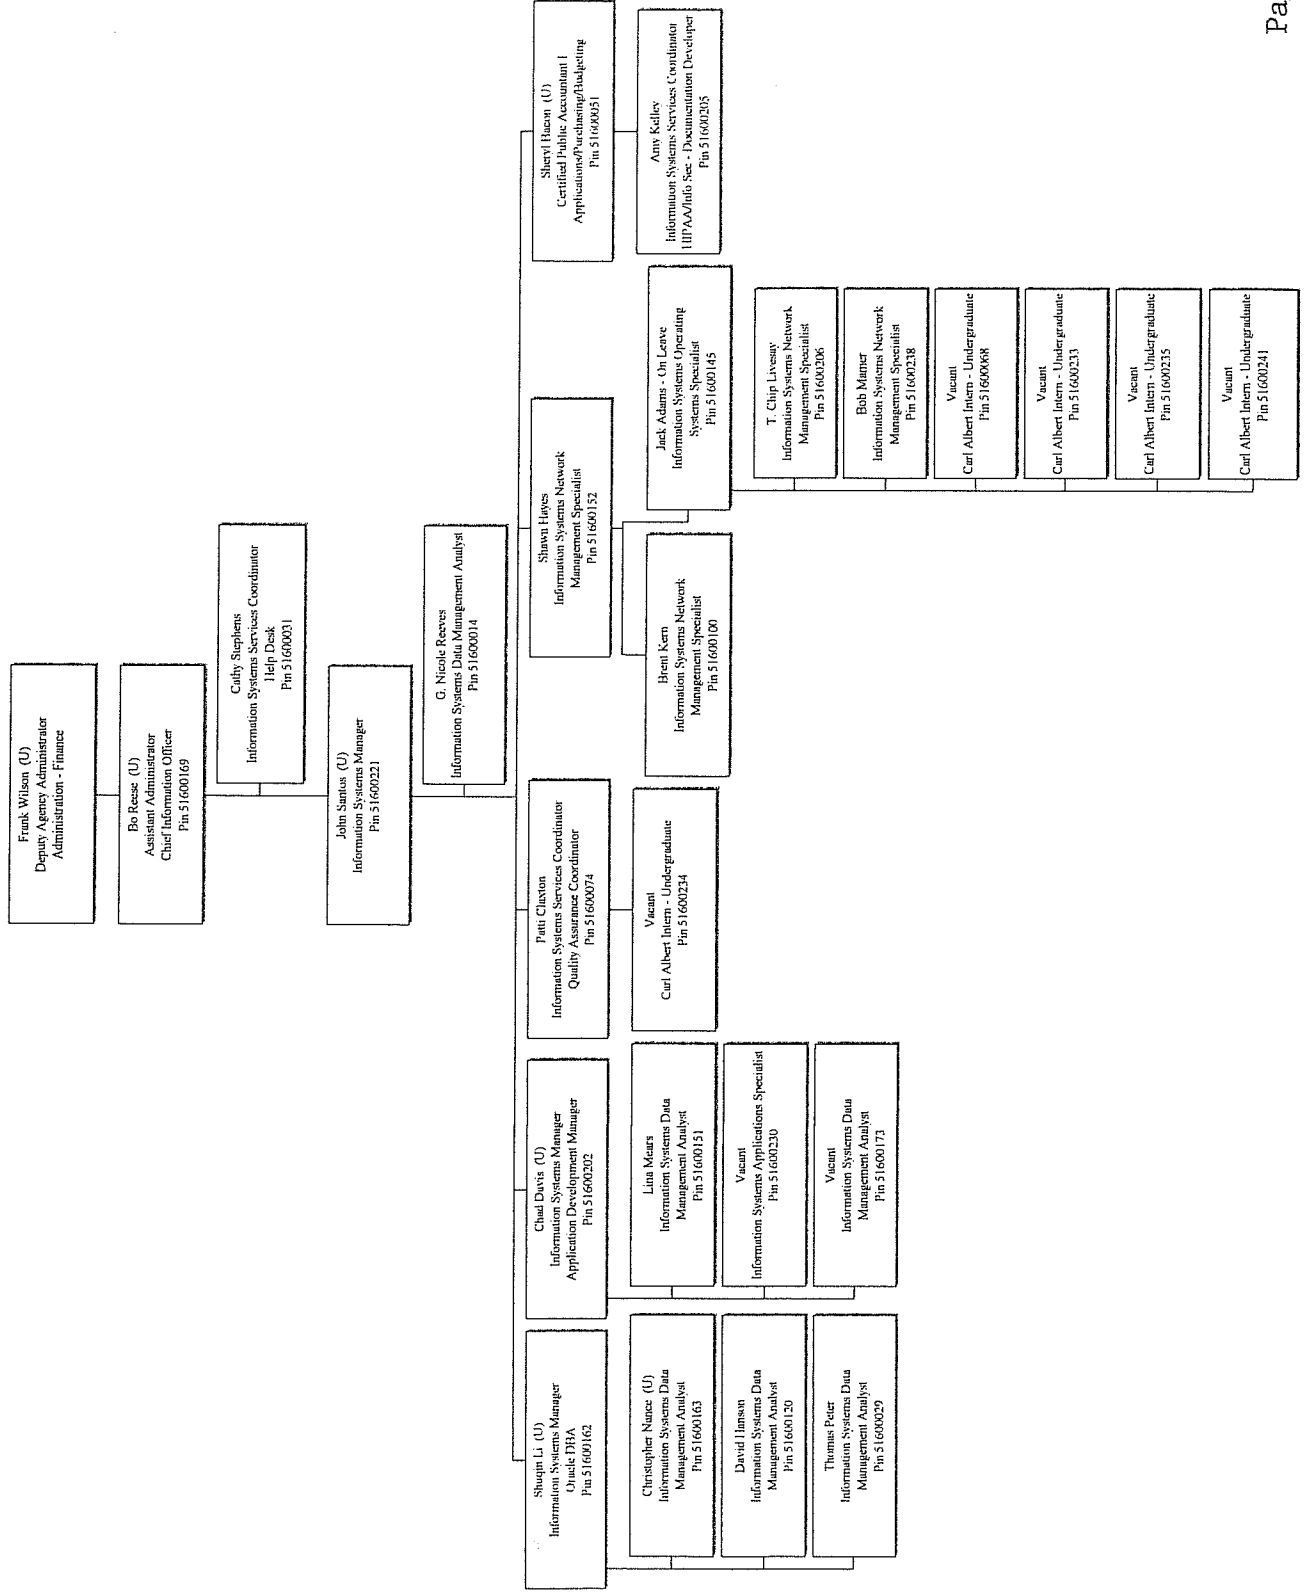 Frank Wilson (U)
Deputy Agency Administrator
Administration - Finance
Bo Reese (U)
Assistant Administrator
Chief Information Officer
Pin 51600169
Cathy Stephens
Information Systems Services Coordinator
Help Desk
Pin 51600031
John Santos (U)
Information Systems Manager
Pin 51600221
G. Nicole Reeves
Information Systems Data Management Analyst
Pin 51600014
Shuqin Li (U)
Information Systems Manager
Oracle DBA
Pin 51600162
Christopher Nance (U)
Information Systems Data
Management Analyst
Pin 51600163
David Hanson
Information Systems Data
Management Analyst
Pin 51600120
Thomas Peter
Information Systems Data
Management Analyst
Pin 51600029
Chad Davis (U)
Information Systems Manager
Application Development Manager
Pin 51600202
Lina Mears
Information Systems Data
Management Analyst
Pin 51600151
Vacant
Information Systems Applications Specialist
Pin 51600230
Vacant
Information Systems Data
Management Analyst
Pin 51600173
Patti Claxton
Information Systems Services Coordinator
Quality Assurance Coordinator
Pin 51600074
Vacant
Carl Albert Intern - Undergraduate
Pin 51600234
Shawn Hayes
Information Systems Network
Management Specialist
Pin 51600152
Brent Kern
Information Systems Network
Management Specialist
Pin 51600100
Jack Adams - On Leave
Information Systems Operating
Systems Specialist
Pin 51600145
T. Chip Livesay
Information Systems Network
Management Specialist
Pin 51600206
Bob Mamer
Information Systems Network
Management Specialist
Pin 51600238
Vacant
Carl Albert Intern - Undergraduate
Pin 51600068
Vacant
Carl Albert Intern - Undergraduate
Pin 51600233
Vacant
Carl Albert Intern - Undergraduate
Pin 51600235
Vacant
Carl Albert Intern - Undergraduate
Pin 51600241
Sheryl Bacon (U)
Certified Public Accountant I
Applications/Purchasing/Budgeting
Pin 51600051
Amy Kelley
Information Systems Services Coordinator
HIPAA/Info Sec - Documentation Developer
Pin 51600205
Pa